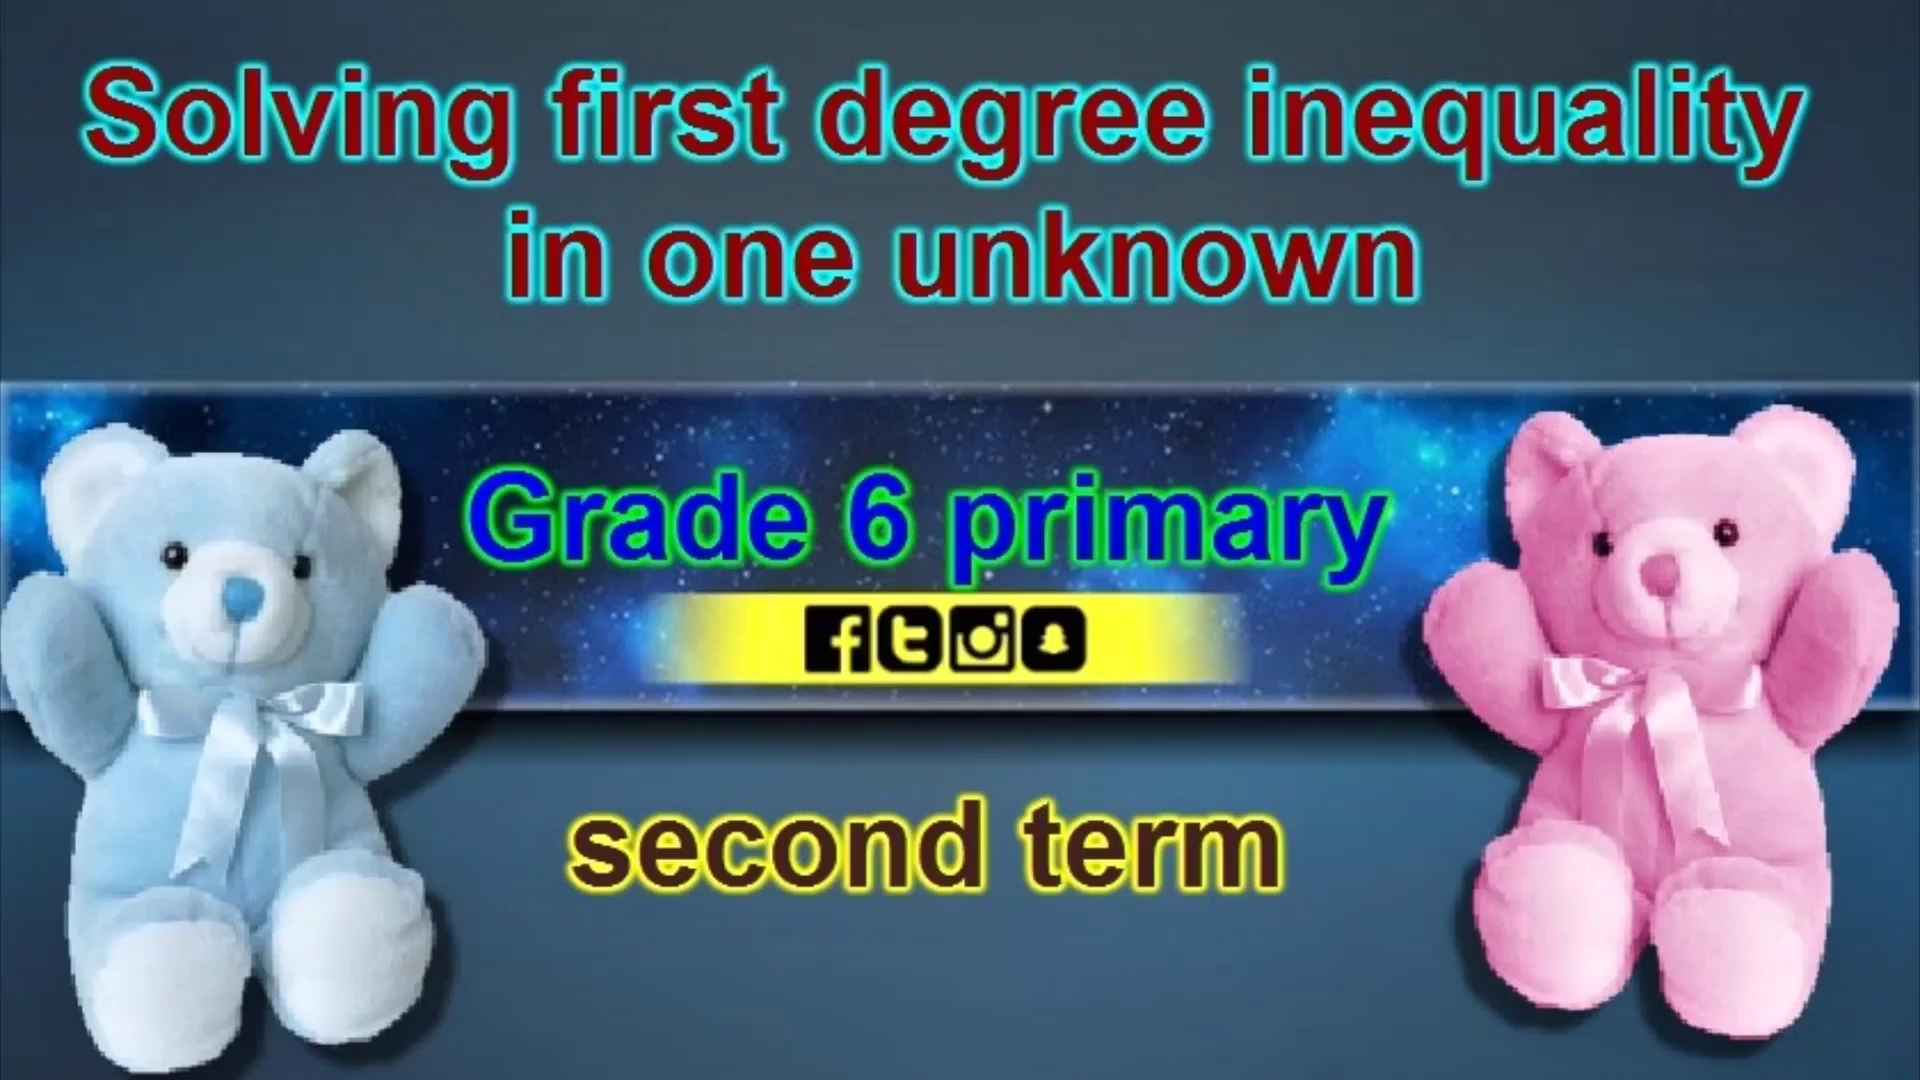 Solving first degree inequality
in one unknown
Grade 6 primary
second term